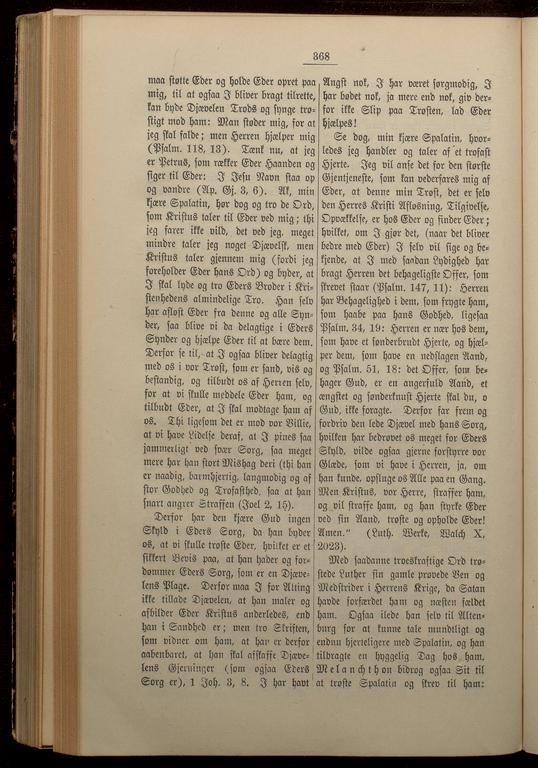 368
maa støtte Eder og holde Eder opret paa
mig, til at ogsaa I bliver bragt tilrette,
kan byde Djævelen Trods og synge tro-
stigt mod ham: Man støder mig, for at
jeg skal falde; men Herren hjælper mig
(Psalm. 118, 13). Tænk nu, at jeg
er Petrus, som rækker Eder Haanden og
siger til Eder: I Jesu Navn staa op
og vandre (Ap. Gj. 3, 6). Ak, min
kjære Spalatin, hør dog og tro de Ord,
som Kristus taler til Eder ved mig; thi
jeg farer ikke vild, det ved jeg, meget
mindre taler jeg noget Djævelsk, men
Kristus taler gjennem mig (fordi jeg
foreholder Eder hans Ord) og byder, at
I skal lyde og tro Eders Broder i Kri-
stenhedens almindelige Tro. Han selv
har afløst Eder fra denne og alle Syn-
der, saa blive vi da delagtige i Eders
Synder og hjælpe Eder til at bære dem.
Derfor se til, at I ogsaa bliver delagtig
med os i vor Trøst, som er sand, vis og
bestandig, og tilbudt os af Herren selv,
for at vi skulle meddele Eder ham, og
tilbudt Eder, at I skal modtage ham af
os. Thi ligesom det er mod vor Villie,
at vi have Lidelse deraf, at I pines saa
jammerligt ved svær Sorg, saa meget
mere har han stort Mishag deri (thi han
er naadig, barmhjertig, langmodig og af
stor Godhed og Trofasthed, saa at han
snart angrer Straffen (Joel 2, 15).
Derfor har den kjære Gud ingen
Skyld i Eders Sorg, da han byder
os, at vi skulle trøste Eder, hvilket er et
sikkert Bevis paa, at han hader og for-
dømmer Eders Sorg, som er en Djæve-
lens Plage. Derfor maa I for Alting
ikke tillade Djævelen, at han maler og
afbilder Eder Kristus anderledes, end
han i Sandhed er; men tro Skriften,
som vidner om ham, at han er derfor
aabenbaret, at han skal afskaffe Djæve-
lens Gjerninger (som ogsaa Eders
Sorg er), 1 Joh. 3, 8. I har havt
Angst nok, I har været sørgmodig, I
har bødet nok, ja mere end nok, giv der-
for ikke Slip paa Trøsten, lad Eder
hjælpes!
Se dog, min kjære Spalatin, hvor-
ledes jeg handler og taler af et trofast
Hjerte. Jeg vil anse det for den største
Gjentjeneste, som kan vederfares mig af
Eder, at denne min Trøst, det er selv
den Herres Kristi Afløsning, Tilgivelse,
Opvækkelse, er hos Eder og finder Eder;
hvilket, om I gjør det, (naar det bliver
bedre med Eder) I selv vil sige og be-
kjende, at I med saadan Lydighed har
bragt Herren det behageligste Offer, som
skrevet staar (Psalm. 147, 11): Herren
har Behagelighed i dem, som frygte ham,
som haabe paa hans Godhed, ligesaa
Psalm. 34, 19: Herren er nær hos dem,
som have et sønderbrudt Hjerte, og hjæl-
per dem, som have en nedslagen Aand,
og Psalm. 51, 18: det Offer, som be-
hager Gud, er en angerfuld Aand, et
ængstet og sønderknust Hjerte skal du, o
Gud, ikke foragte. Derfor far frem og
fordriv den lede Djævel med hans Sorg,
hvilken har bedrøvet os meget for Eders
Skyld, vilde ogsaa gjerne forstyrre vor
Glæde, som vi have i Herren, ja, om
han kunde, opsluge os Alle paa en Gang.
Men Kristus, vor Herre, straffer ham,
og vil straffe ham, og han styrke Eder
ved sin Aand, trøste og opholde Eder!
Amen.“ (Luth. Werke, Walch X,
2023).
Med saadanne troeskraftige Ord trø-
stede Luther sin gamle prøvede Ven og
Medstrider i Herrens Krige, da Satan
havde forfærdet ham og næsten fældet
ham. Ogsaa ilede han selv til Alten-
burg for at kunne tale mundtligt og
endnu hjerteligere med Spalatin, og han
tilbragte en hyggelig Dag hos ham.
Melanchthon bidrog ogsaa Sit til
at trøste Spalatin og skrev til ham: